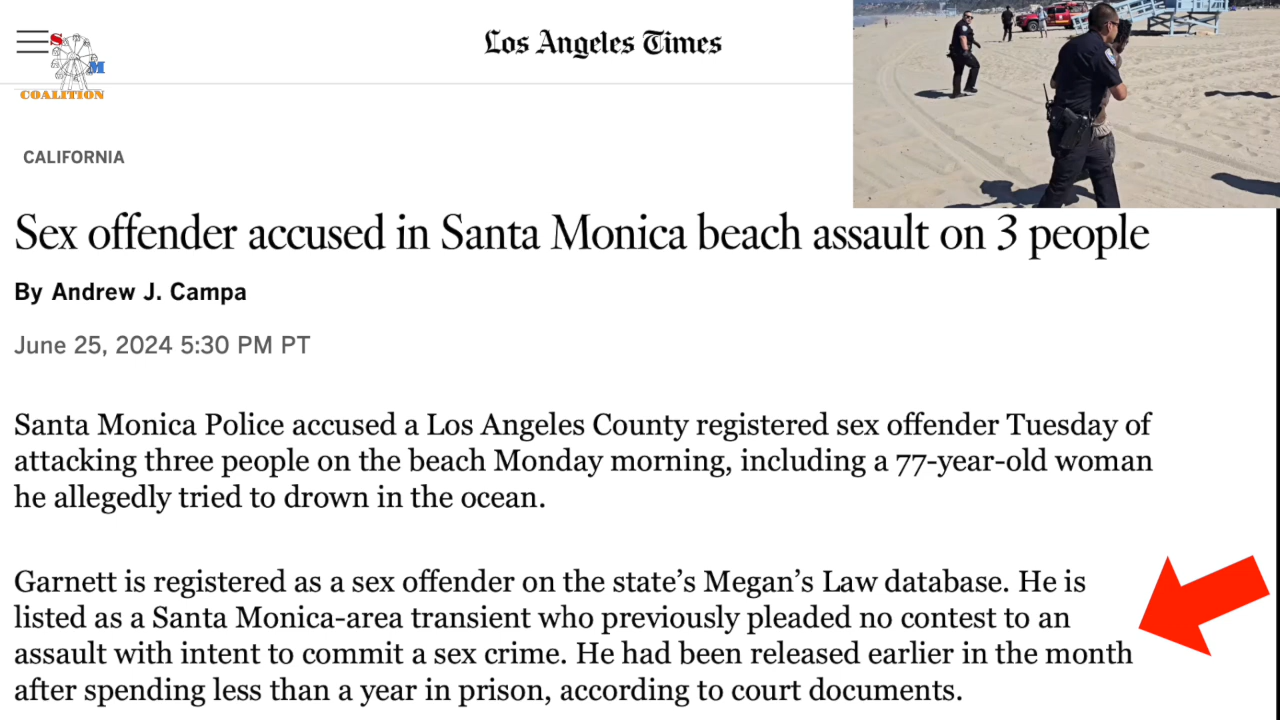 S
M
COALITION
Los Angeles Times
CALIFORNIA
Sex offender accused in Santa Monica beach assault on 3 people
By Andrew J. Campa
June 25, 2024 5:30 PM PT
Santa Monica Police accused a Los Angeles County registered sex offender Tuesday of
attacking three people on the beach Monday morning, including a 77-year-old woman
he allegedly tried to drown in the ocean.
Garnett is registered as a sex offender on the state’s Megan’s Law database. He is
listed as a Santa Monica-area transient who previously pleaded no contest to an
assault with intent to commit a sex crime. He had been released earlier in the month
after spending less than a year in prison, according to court documents.